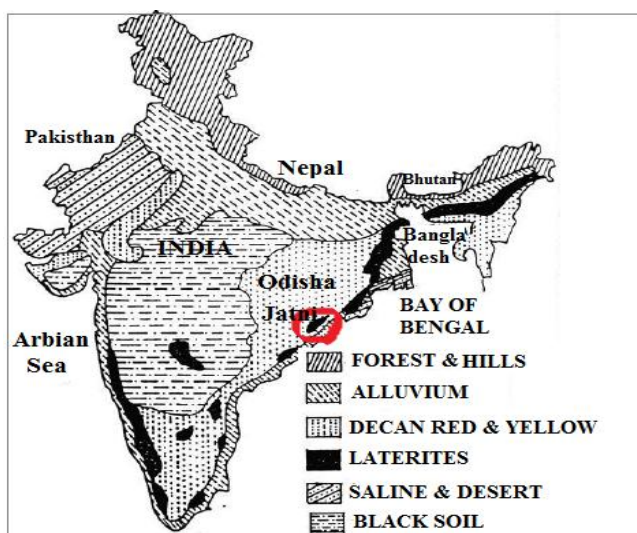 Pakisthan
Nepal
Bhutan
INDIA
Bangla
desh
Odisha
Jatni
BAY OF
BENGAL
Arbian
Sea
FOREST & HILLS
ALLUVIUM
DECAN RED & YELLOW
LATERITES
SALINE & DESERT
BLACK SOIL